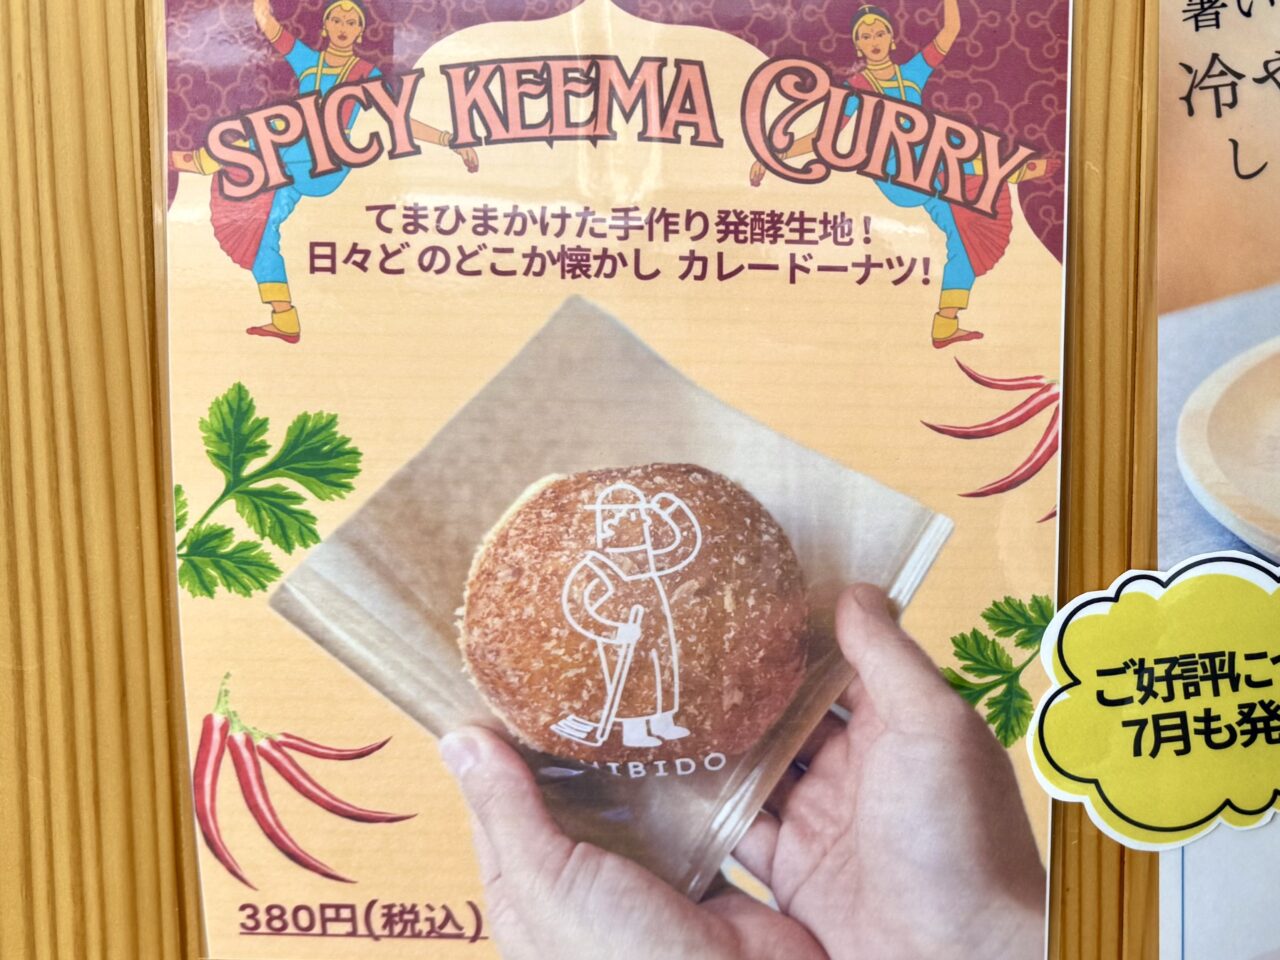 SPICY KEEMA CURRY
てまひまかけた手作り発酵生地！
日々どのどこか懐かし カレードーナツ！
IBIDO
380円(税込)
冷や
し
ご好評に
7月も発